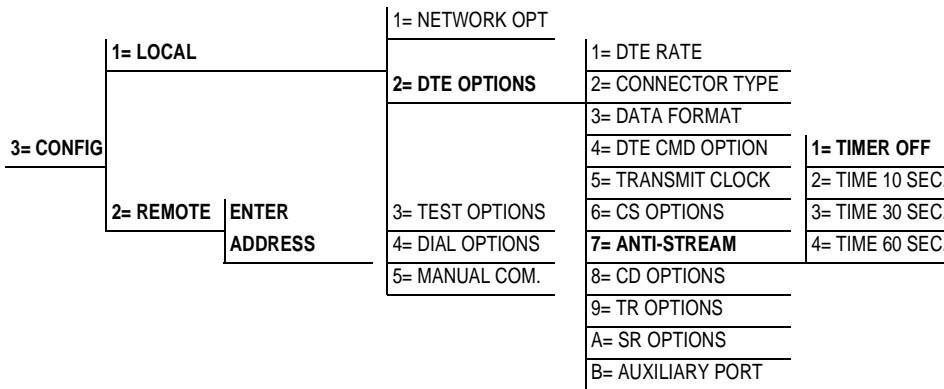 1= NETWORK OPT
1= LOCAL
1= DTE RATE
2= DTE OPTIONS
2= CONNECTOR TYPE
3= DATA FORMAT
3= CONFIG
4= DTE CMD OPTION
1= TIMER OFF
5= TRANSMIT CLOCK
2= TIME 10 SEC.
2= REMOTE
ENTER
3= TEST OPTIONS
6= CS OPTIONS
3= TIME 30 SEC.
ADDRESS
4= DIAL OPTIONS
7= ANTI-STREAM
4= TIME 60 SEC.
5= MANUAL COM.
8= CD OPTIONS
9= TR OPTIONS
A= SR OPTIONS
B= AUXILIARY PORT